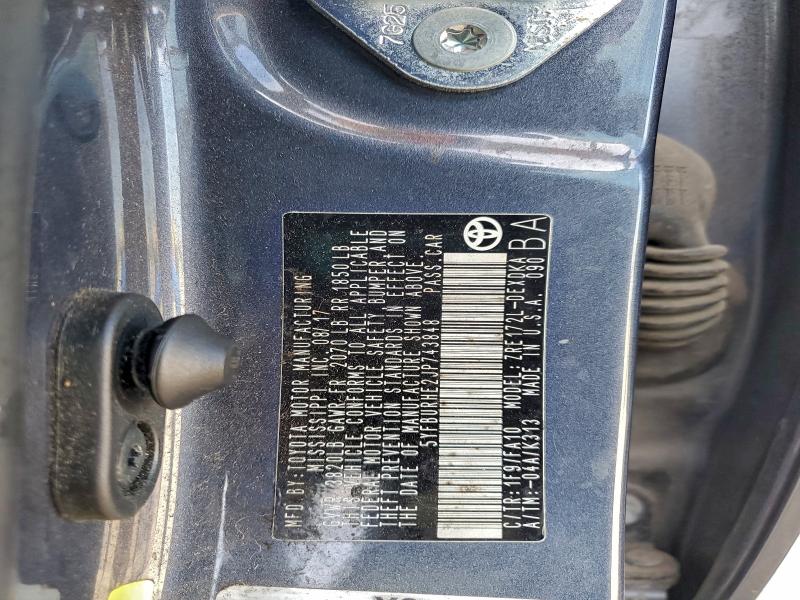 MFD BY:TOYOTA MOTOR MANUFACTURING
MISSISSIPPI, INC. 08/17
GVWR 3820LB GAWR FR 2070 LB RR 1850LB
THIS VEHICLE CONFORMS TO ALL APPLICABLE
FEDERAL MOTOR VEHICLE SAFETY, BUMPER AND
THEFT PREVENTION STANDARDS IN EFFECT ON
THE DATE OF MANUFACTURE SHOWN ABOVE.
PASS.CAR
C/TR:1F9/FA10 MODEL:ZRE172L-DEXDKA
A/TM:-04A/K313 MADE IN U.S.A. 090
BA
7G25